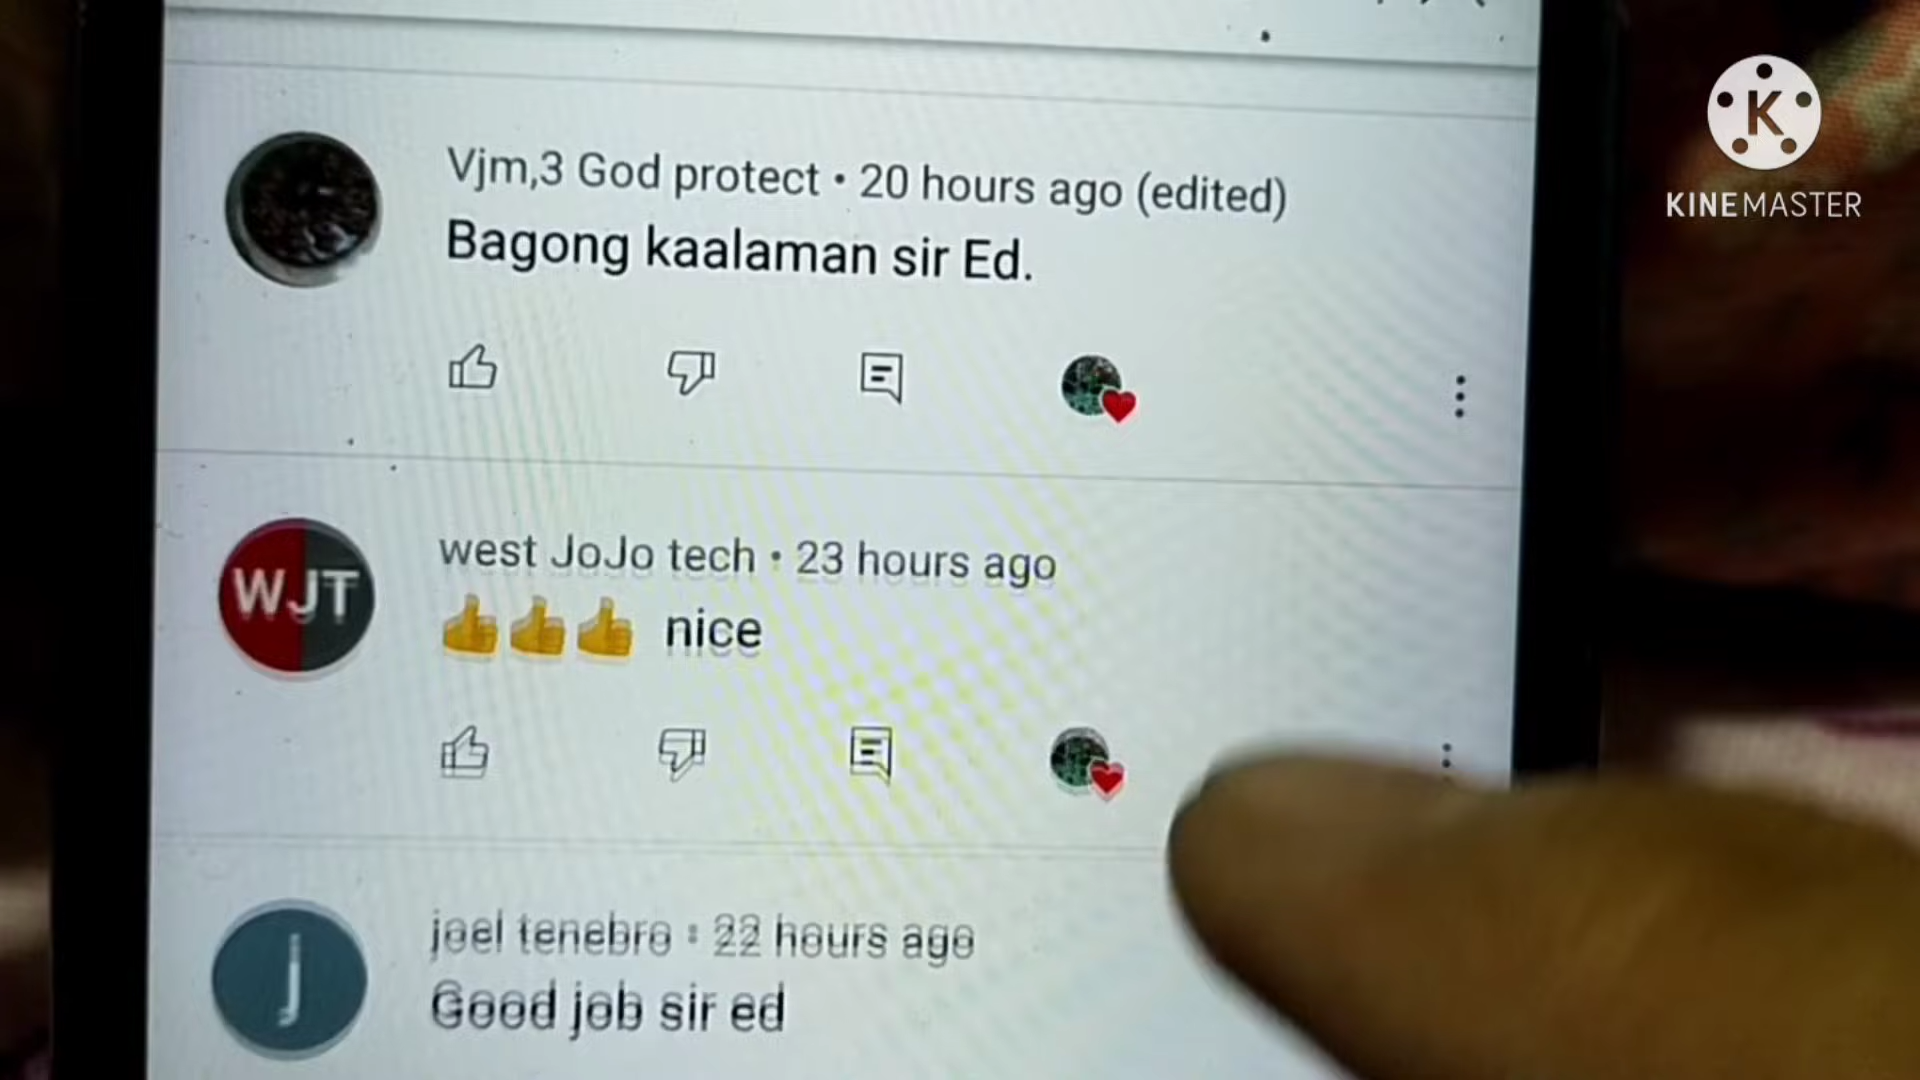 Vjm,3 God protect • 20 hours ago (edited)
Bagong kaalaman sir Ed.
WJT
west JoJo tech • 23 hours ago
👍👍👍 nice
j
joel tenebro • 22 hours ago
Good job sir ed
K
KINEMASTER